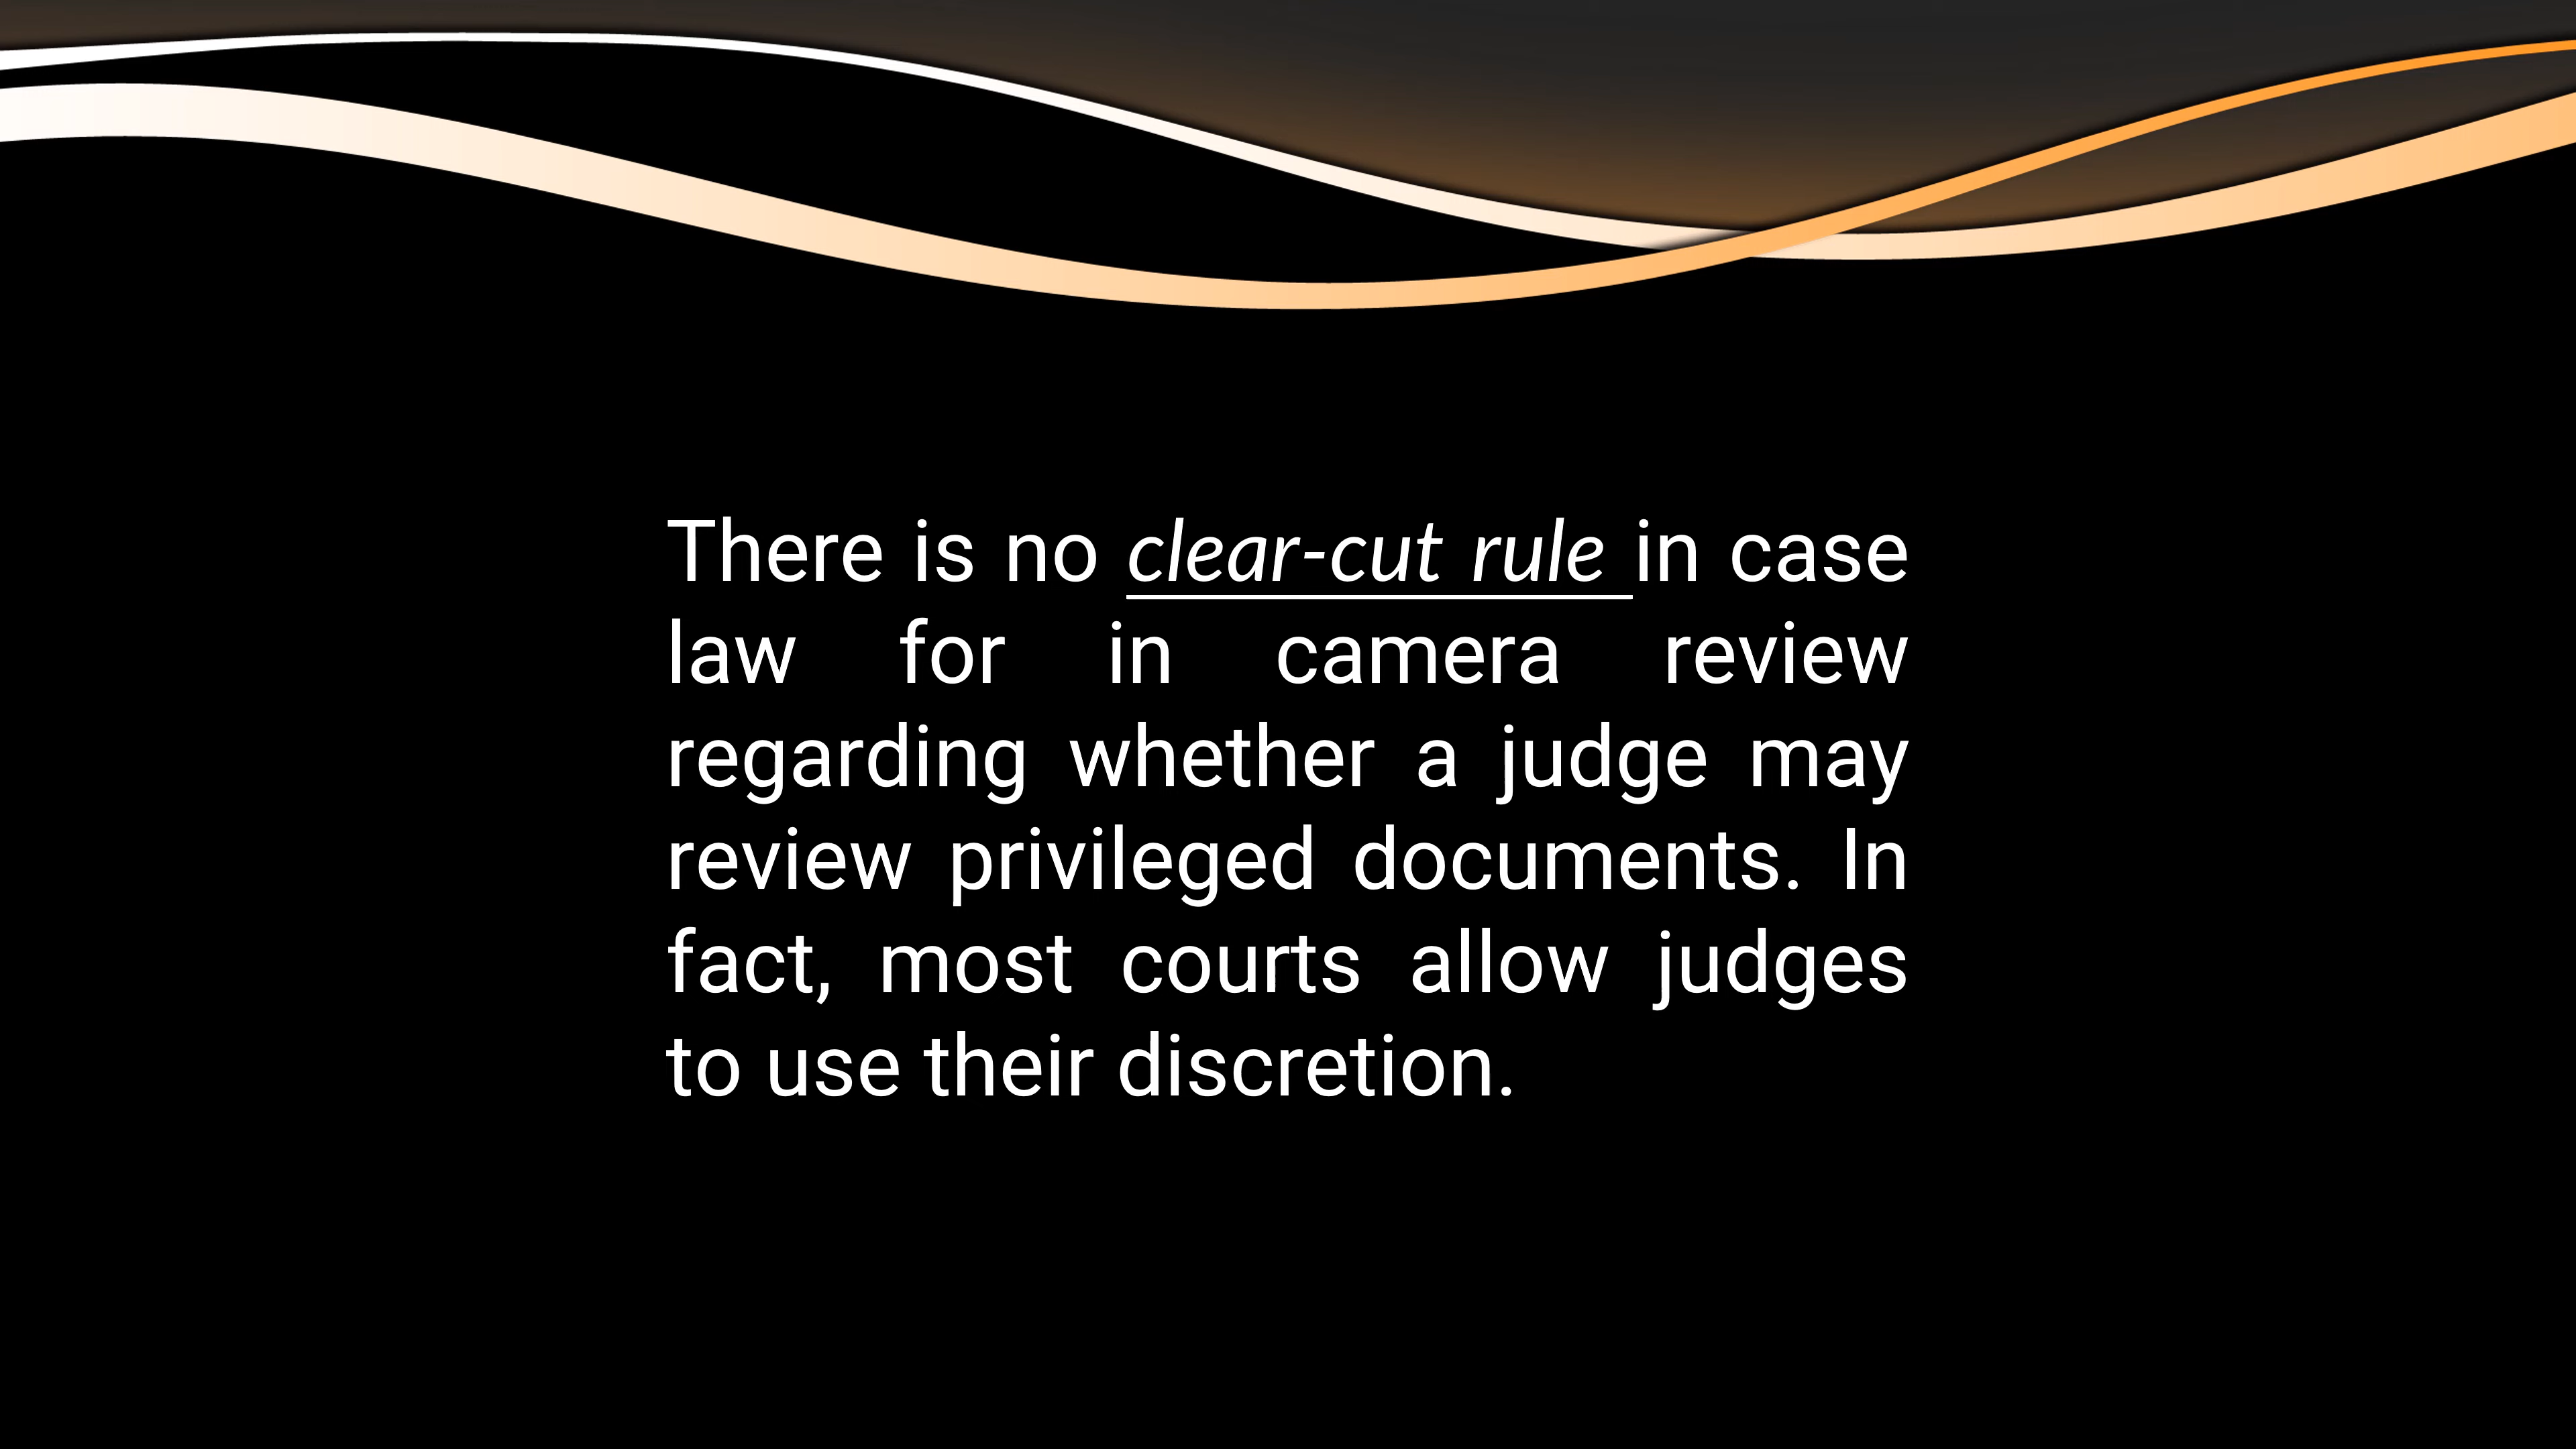 There is no clear-cut rule in case
law for in camera review
regarding whether a judge may
review privileged documents. In
fact, most courts allow judges
to use their discretion.